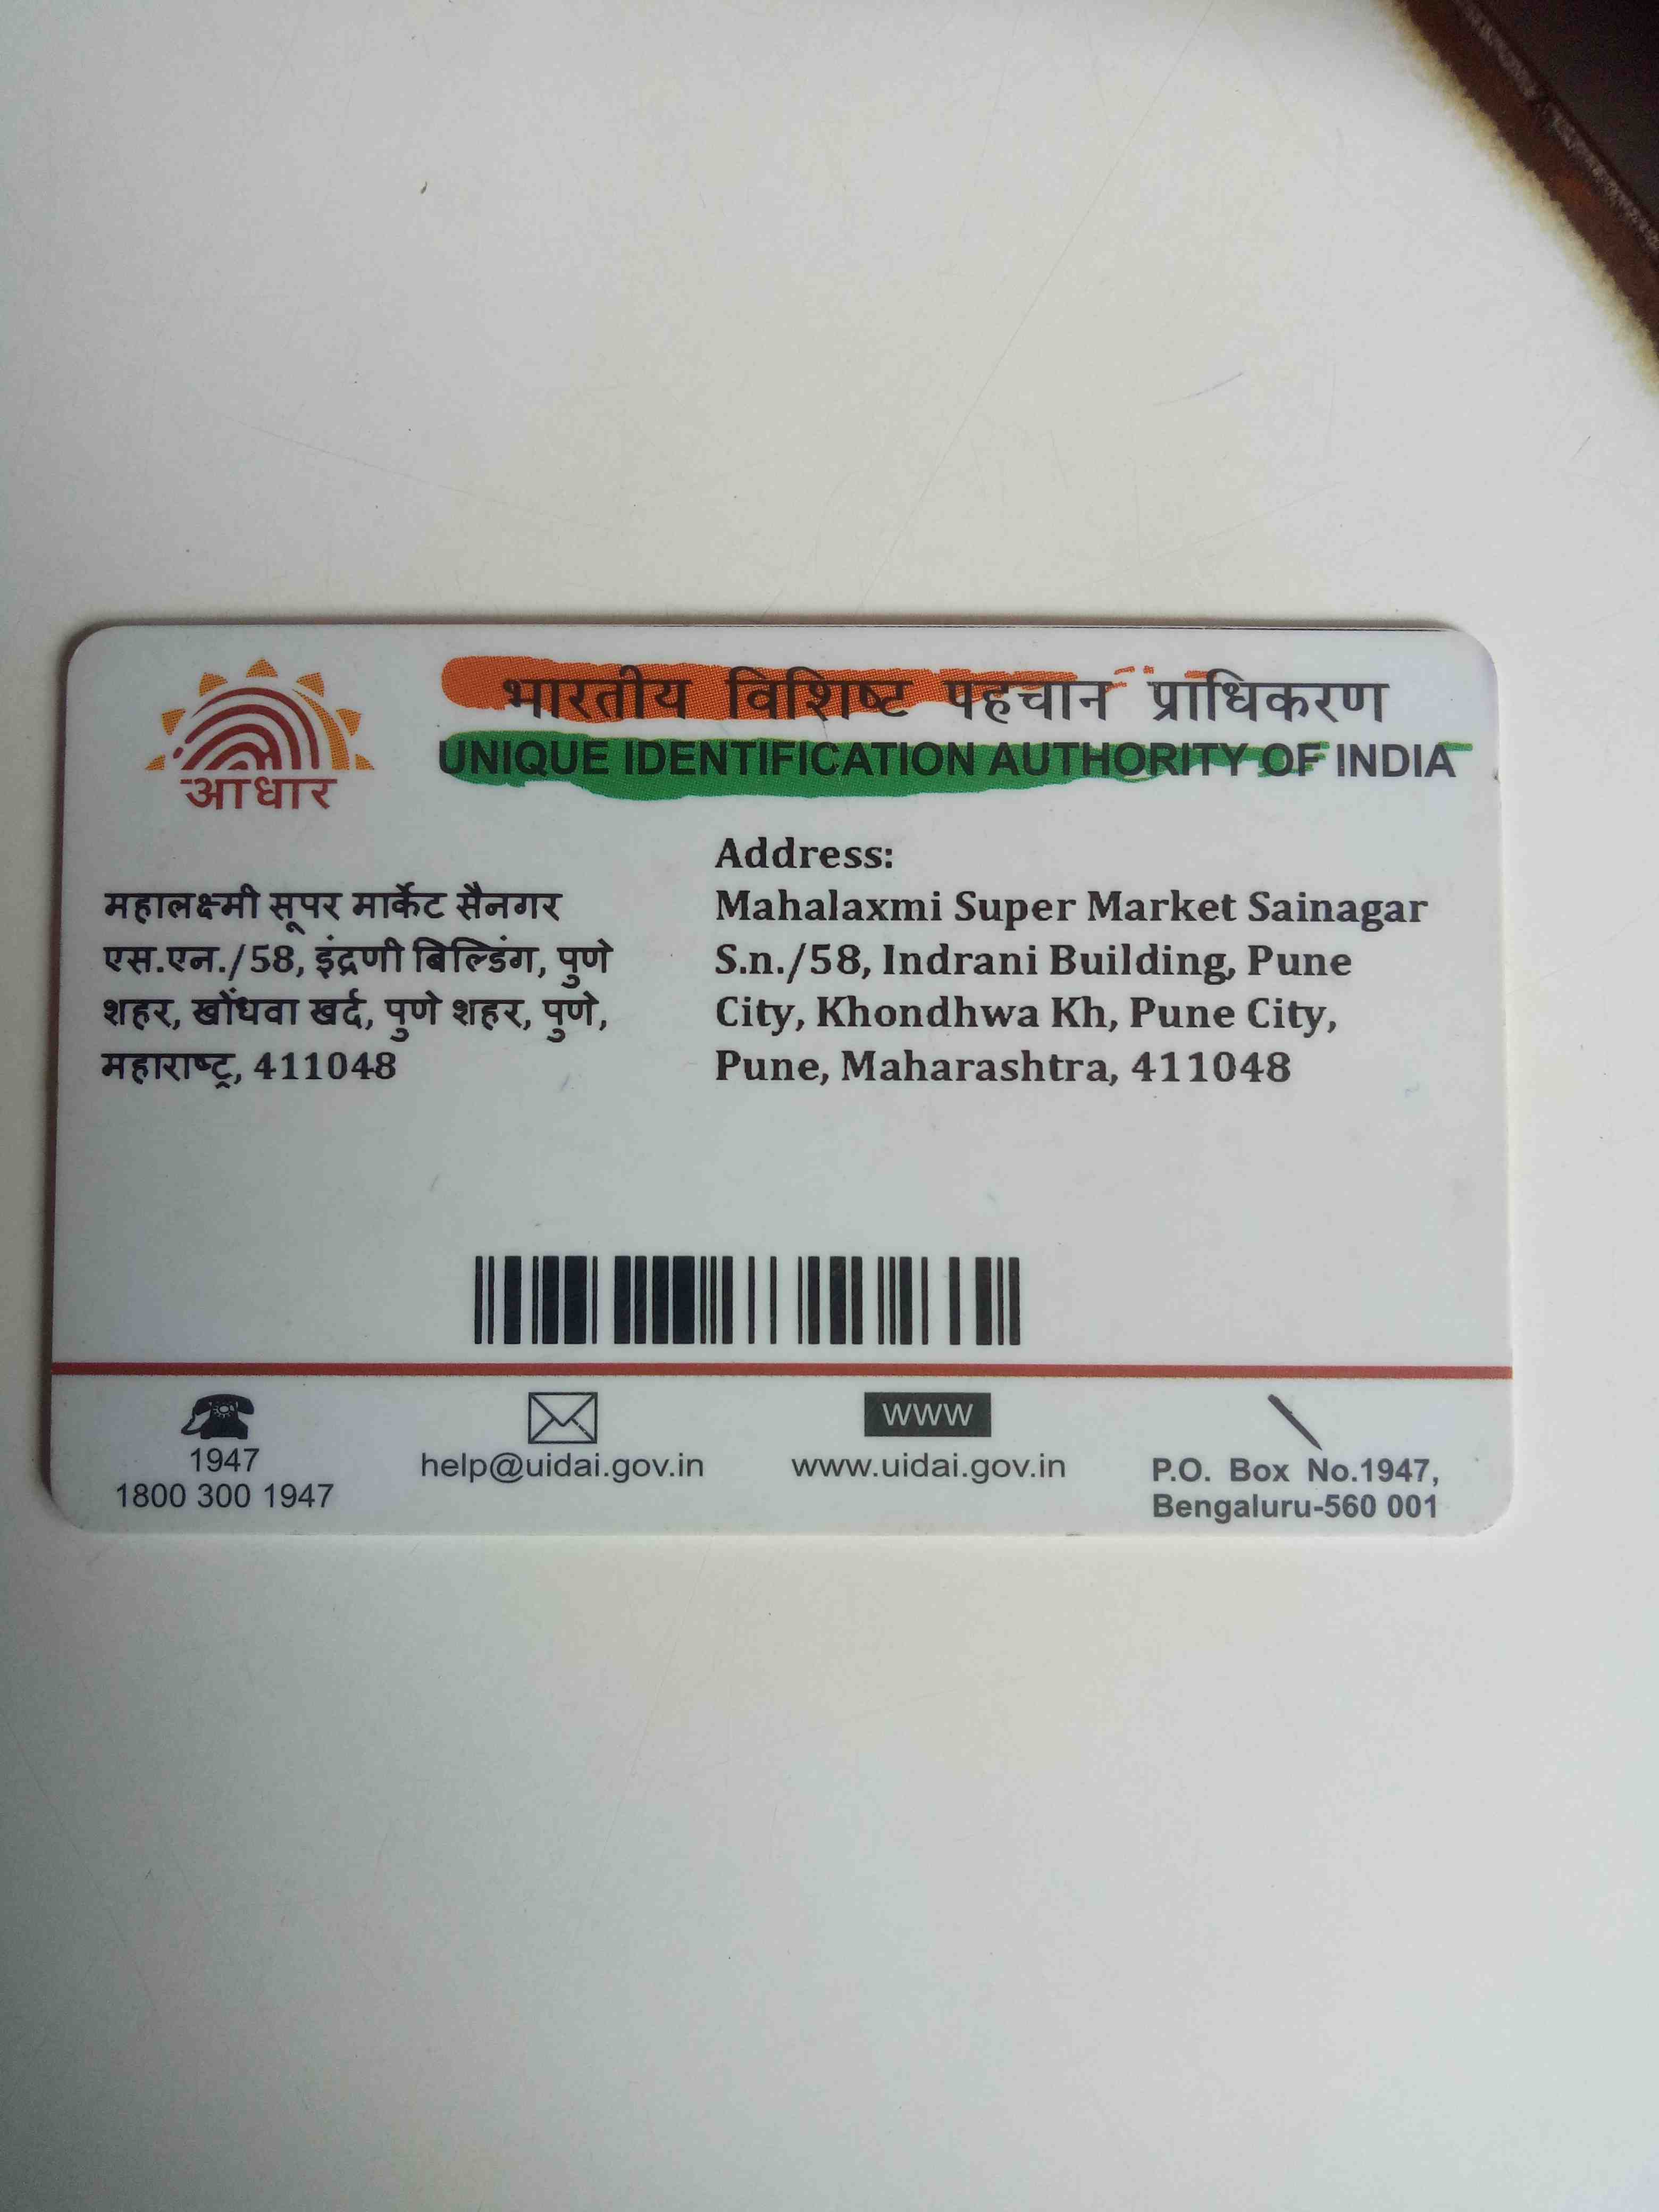 आधार
भारतीय विशिष्ट पहचान प्राधिकरण
UNIQUE IDENTIFICATION AUTHORITY OF INDIA
महालक्ष्मी सूपर मार्केट सैनगर
एस.एन./58, इंद्रणी बिल्डिंग, पुणे
शहर, खोंधवा खर्द, पुणे शहर, पुणे,
महाराष्ट्र, 411048
Address:
Mahalaxmi Super Market Sainagar
S.n./58, Indrani Building, Pune
City, Khondhwa Kh, Pune City,
Pune, Maharashtra, 411048
1947
1800 300 1947
help@uidai.gov.in
WWW
www.uidai.gov.in
P.O. Box No.1947,
Bengaluru-560 001